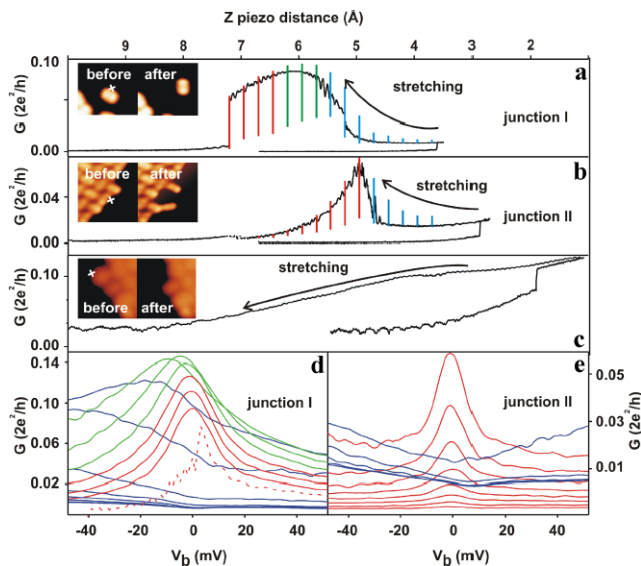 Z piezo distance (Å)
9 8 7 6 5 4 3 2 1
0.10
0.00
G (2e²/h)
before after
stretching
a
junction I
0.04
0.00
G (2e²/h)
before after
stretching
b
junction II
0.10
0.00
G (2e²/h)
before after
stretching
c
0.14
0.10
0.06
0.02
G (2e²/h)
d
junction I
-40 -20 0 20 40
V_b (mV)
e
junction II
0.05
0.03
0.01
G (2e²/h)
-40 -20 0 20 40
V_b (mV)